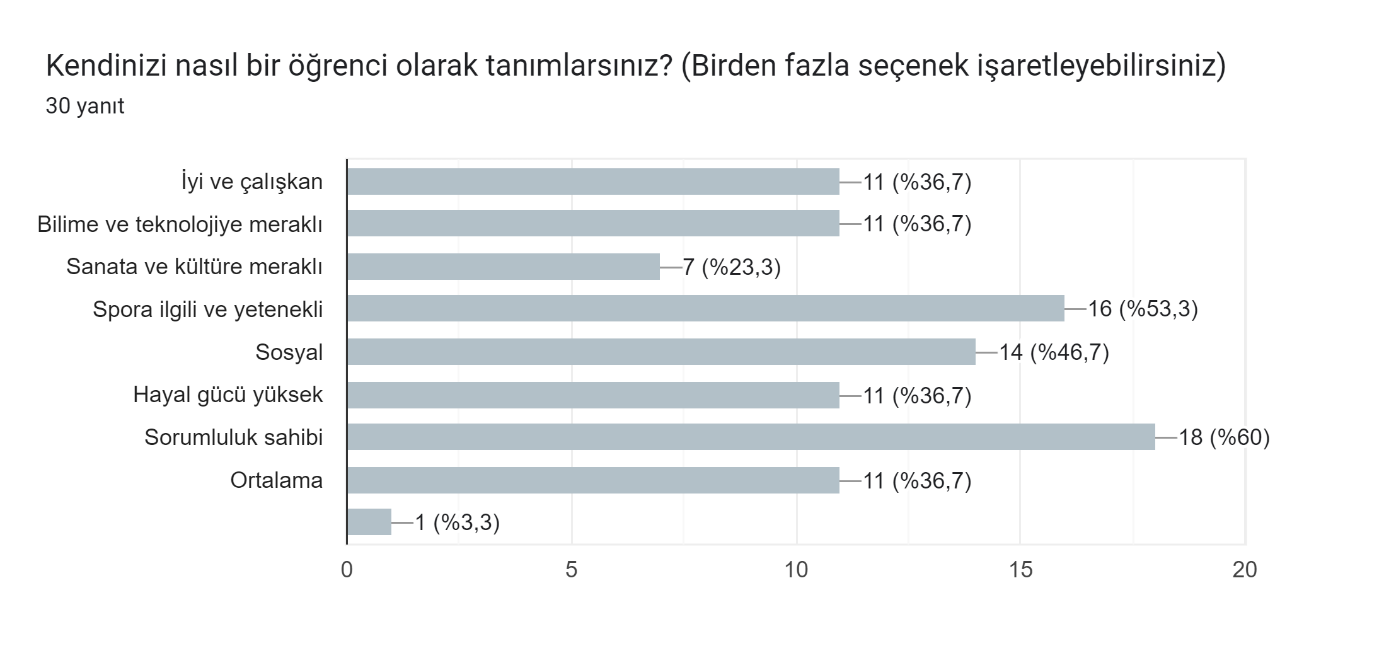 Kendinizi nasıl bir öğrenci olarak tanımlarsınız? (Birden fazla seçenek işaretleyebilirsiniz)
30 yanıt
İyi ve çalışkan 11 (%36,7)
Bilime ve teknolojiye meraklı 11 (%36,7)
Sanata ve kültüre meraklı 7 (%23,3)
Spora ilgili ve yetenekli 16 (%53,3)
Sosyal 14 (%46,7)
Hayal gücü yüksek 11 (%36,7)
Sorumluluk sahibi 18 (%60)
Ortalama 11 (%36,7)
1 (%3,3)
0 5 10 15 20